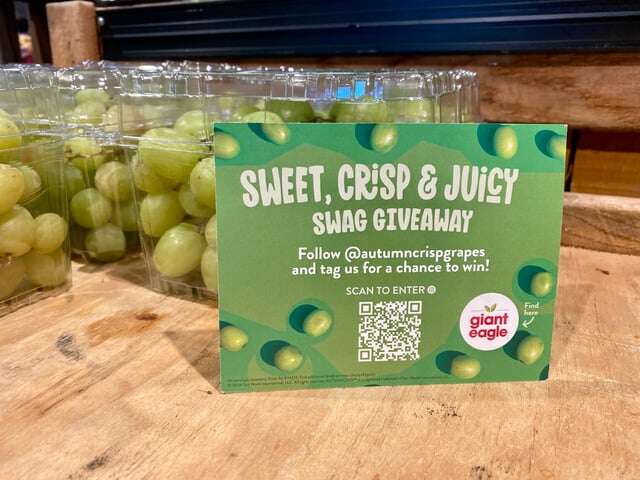 SWEET, CRiSP & JUiCY
SWAG GIVEAWAY
Follow @autumncrispgrapes
and tag us for a chance to win!
SCAN TO ENTER
Find
here
giant
eagle